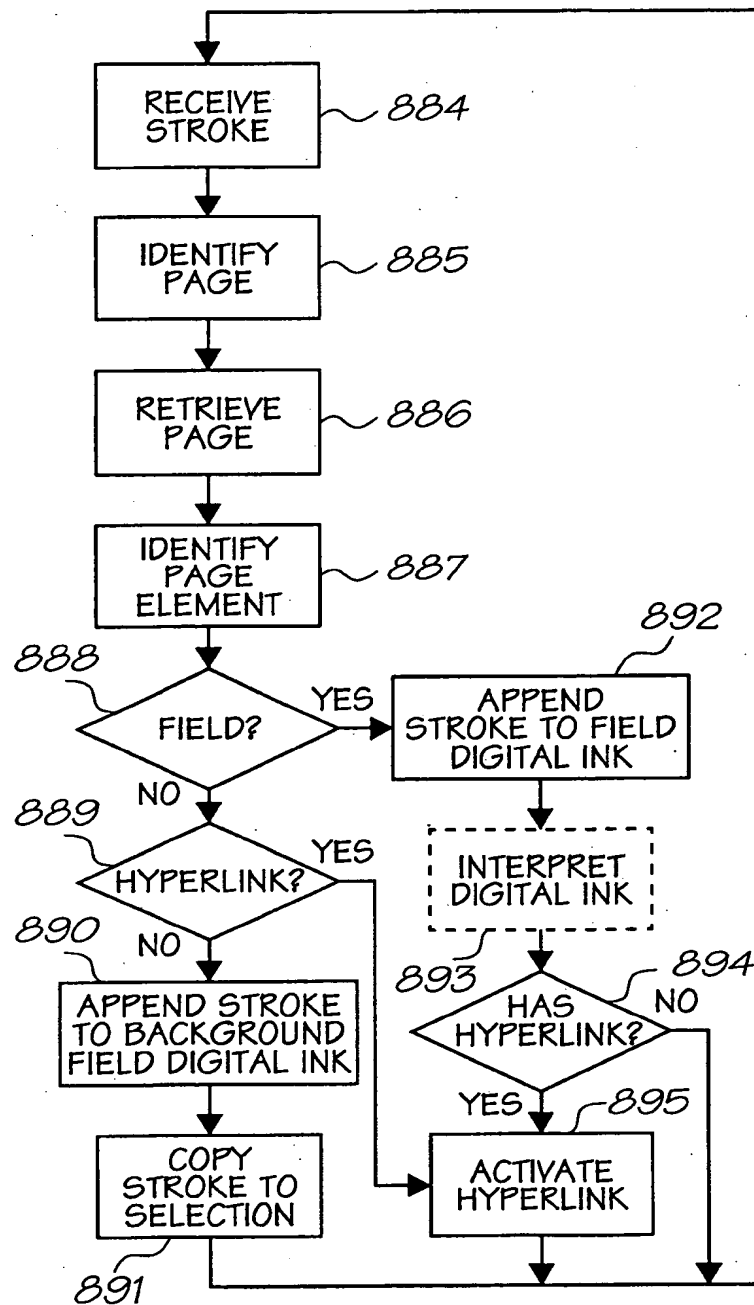 RECEIVE
STROKE
884
IDENTIFY
PAGE
885
RETRIEVE
PAGE
886
IDENTIFY
PAGE
ELEMENT
887
888
FIELD?
YES
NO
892
APPEND
STROKE TO FIELD
DIGITAL INK
889
HYPERLINK?
YES
NO
INTERPRET
DIGITAL INK
893
890
APPEND STROKE
TO BACKGROUND
FIELD DIGITAL INK
894
HAS
HYPERLINK?
NO
YES
895
COPY
STROKE TO
SELECTION
891
ACTIVATE
HYPERLINK